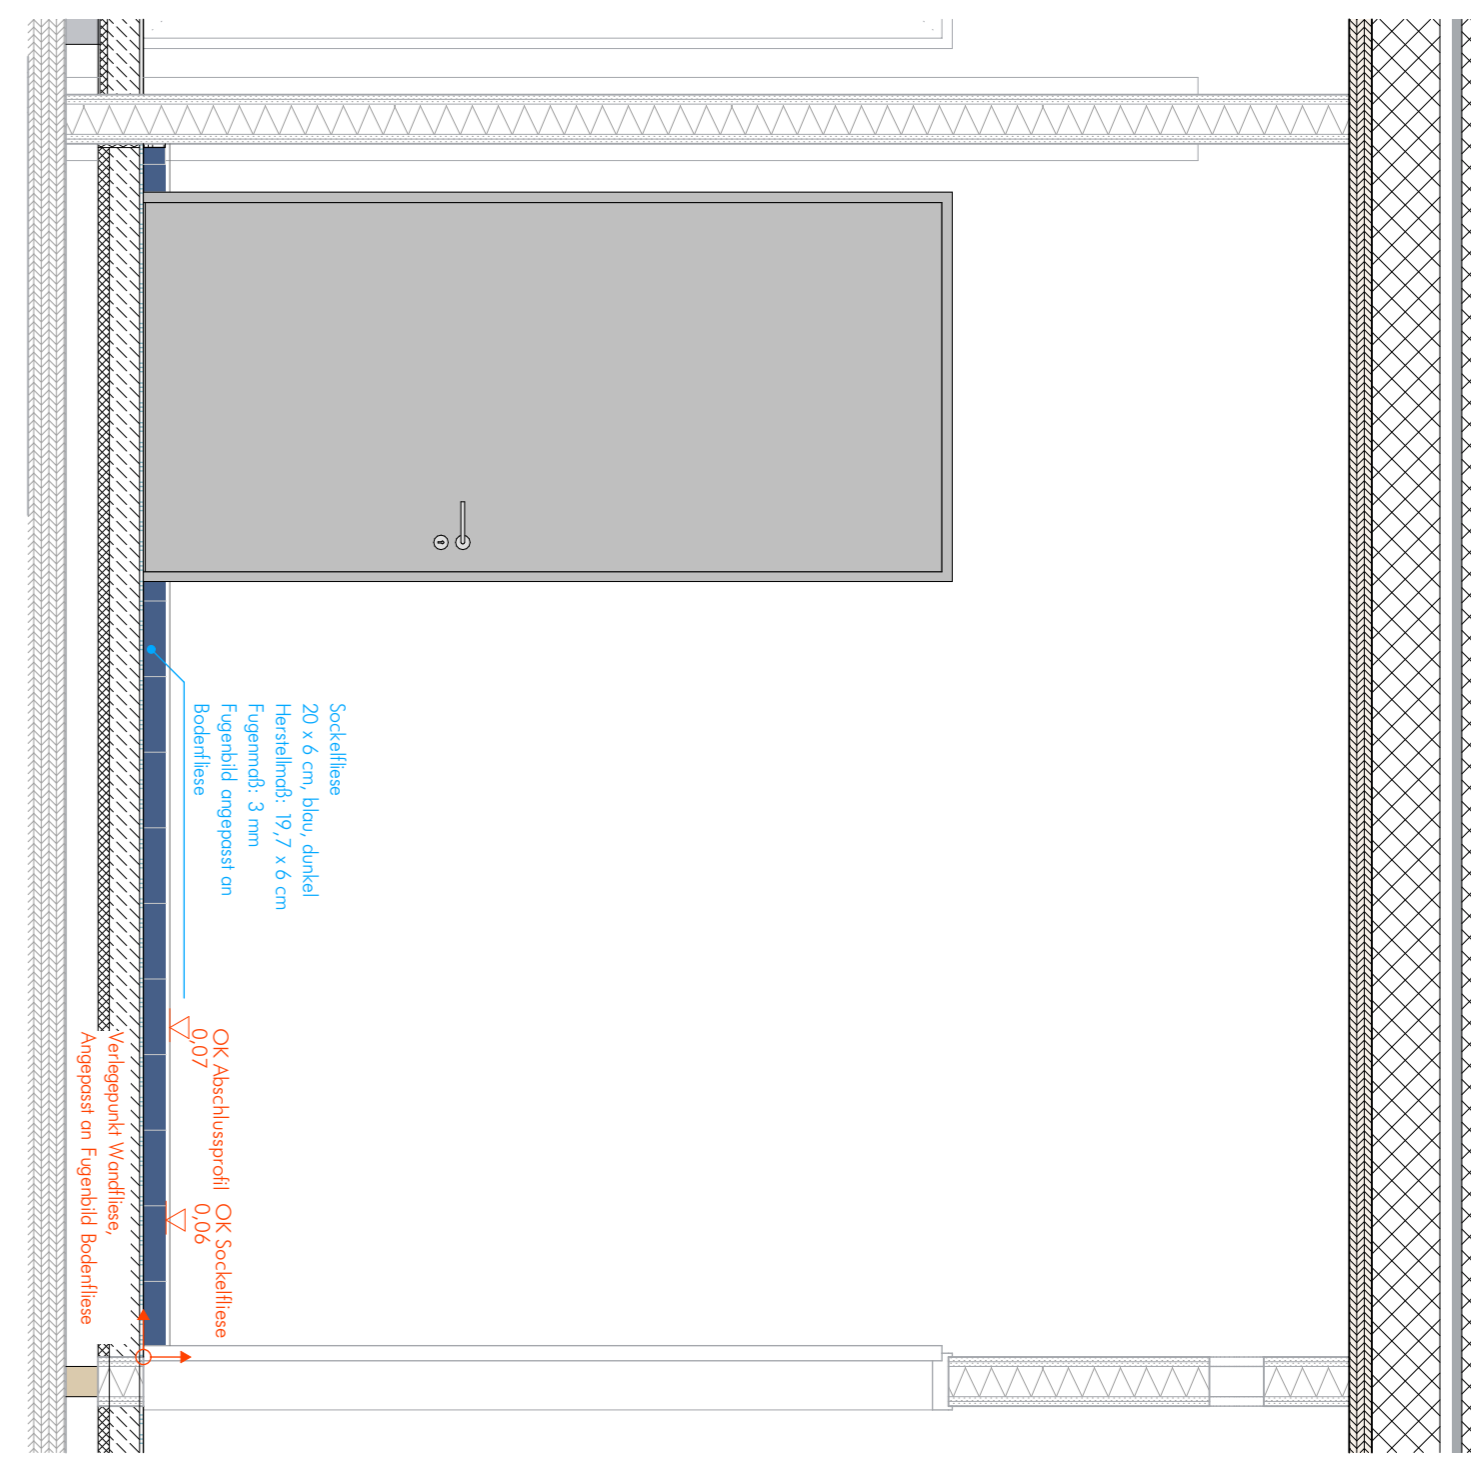 Sockelfliese
20 x 6 cm, blau, dunkel
Herstellmaß: 19,7 x 6 cm
Fugenmaß: 3 mm
Fugenbild angepasst an
Bodenfliese
OK Abschlussprofil
0,07
OK Sockelfliese
0,06
Verlegepunkt Wandfliese,
Angepasst an Fugenbild Bodenfliese